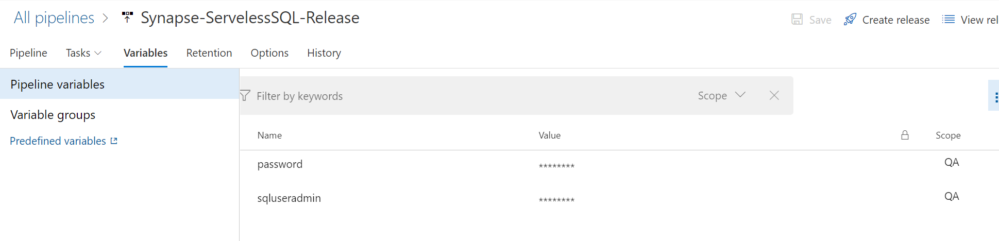 All pipelines > Synapse-ServelessSQL-Release
Save Create release View rel
Pipeline Tasks Variables Retention Options History
Pipeline variables
Variable groups
Predefined variables
Filter by keywords Scope
Name Value Scope
password ******** QA
sqluseradmin ******** QA